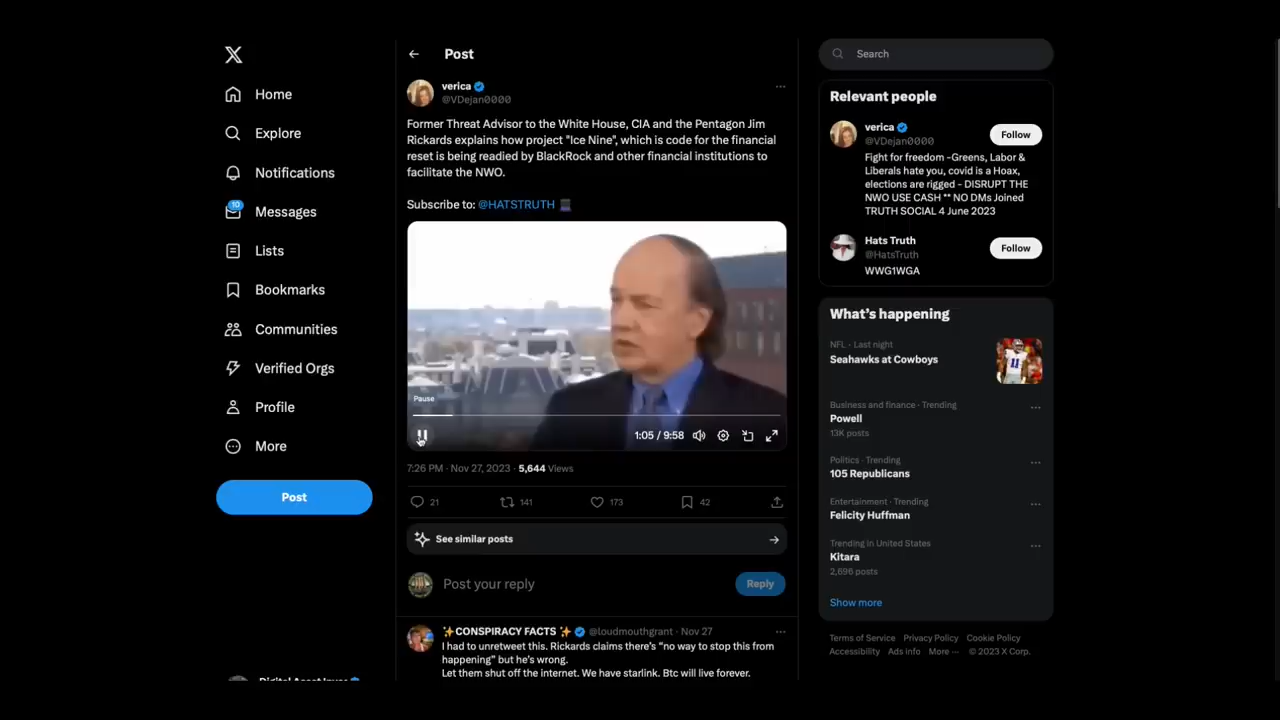 Home
Explore
Notifications
10
Messages
Lists
Bookmarks
Communities
Verified Orgs
Profile
More
Post
Post
verica
@VDejan0000
Former Threat Advisor to the White House, CIA and the Pentagon Jim
Rickards explains how project "Ice Nine", which is code for the financial
reset is being readied by BlackRock and other financial institutions to
facilitate the NWO.
Subscribe to: @HATSTRUTH
Pause
1:05 / 9:58
7:26 PM · Nov 27, 2023 · 5,644 Views
21
141
173
42
See similar posts
Post your reply
Reply
CONSPIRACY FACTS @loudmouthgrant · Nov 27
I had to unretweet this. Rickards claims there's "no way to stop this from
happening" but he's wrong.
Let them shut off the internet. We have starlink. Btc will live forever.
Search
Relevant people
verica
@VDejan0000
Follow
Fight for freedom -Greens, Labor &
Liberals hate you, covid is a Hoax,
elections are rigged - DISRUPT THE
NWO USE CASH ** NO DMs Joined
TRUTH SOCIAL 4 June 2023
Hats Truth
@HatsTruth
Follow
WWG1WGA
What's happening
NFL · Last night
Seahawks at Cowboys
Business and finance · Trending
Powell
13K posts
Politics · Trending
105 Republicans
Entertainment · Trending
Felicity Huffman
Trending in United States
Kitara
2,696 posts
Show more
Terms of Service Privacy Policy Cookie Policy
Accessibility Ads info More ··· © 2023 X Corp.